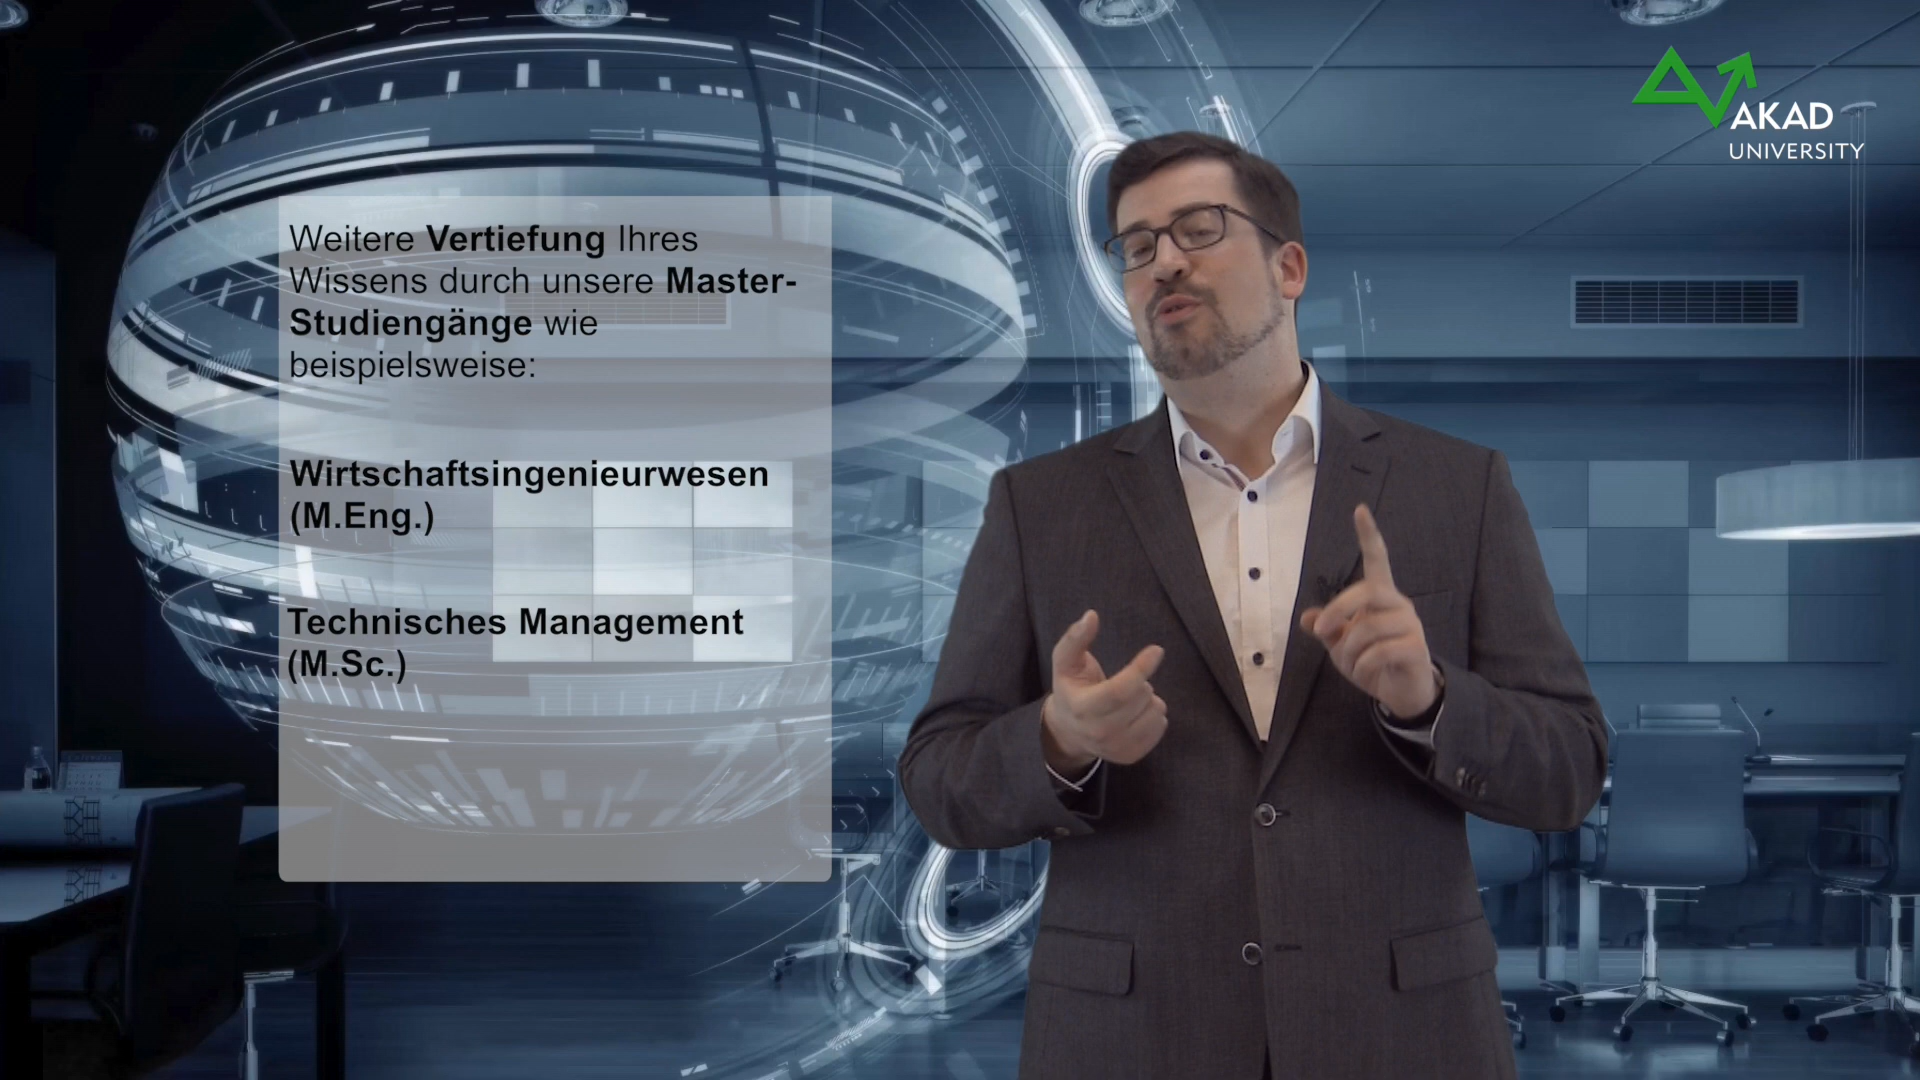 AKAD
UNIVERSITY
Weitere Vertiefung Ihres
Wissens durch unsere Master-
Studiengänge wie
beispielsweise:
Wirtschaftsingenieurwesen
(M.Eng.)
Technisches Management
(M.Sc.)